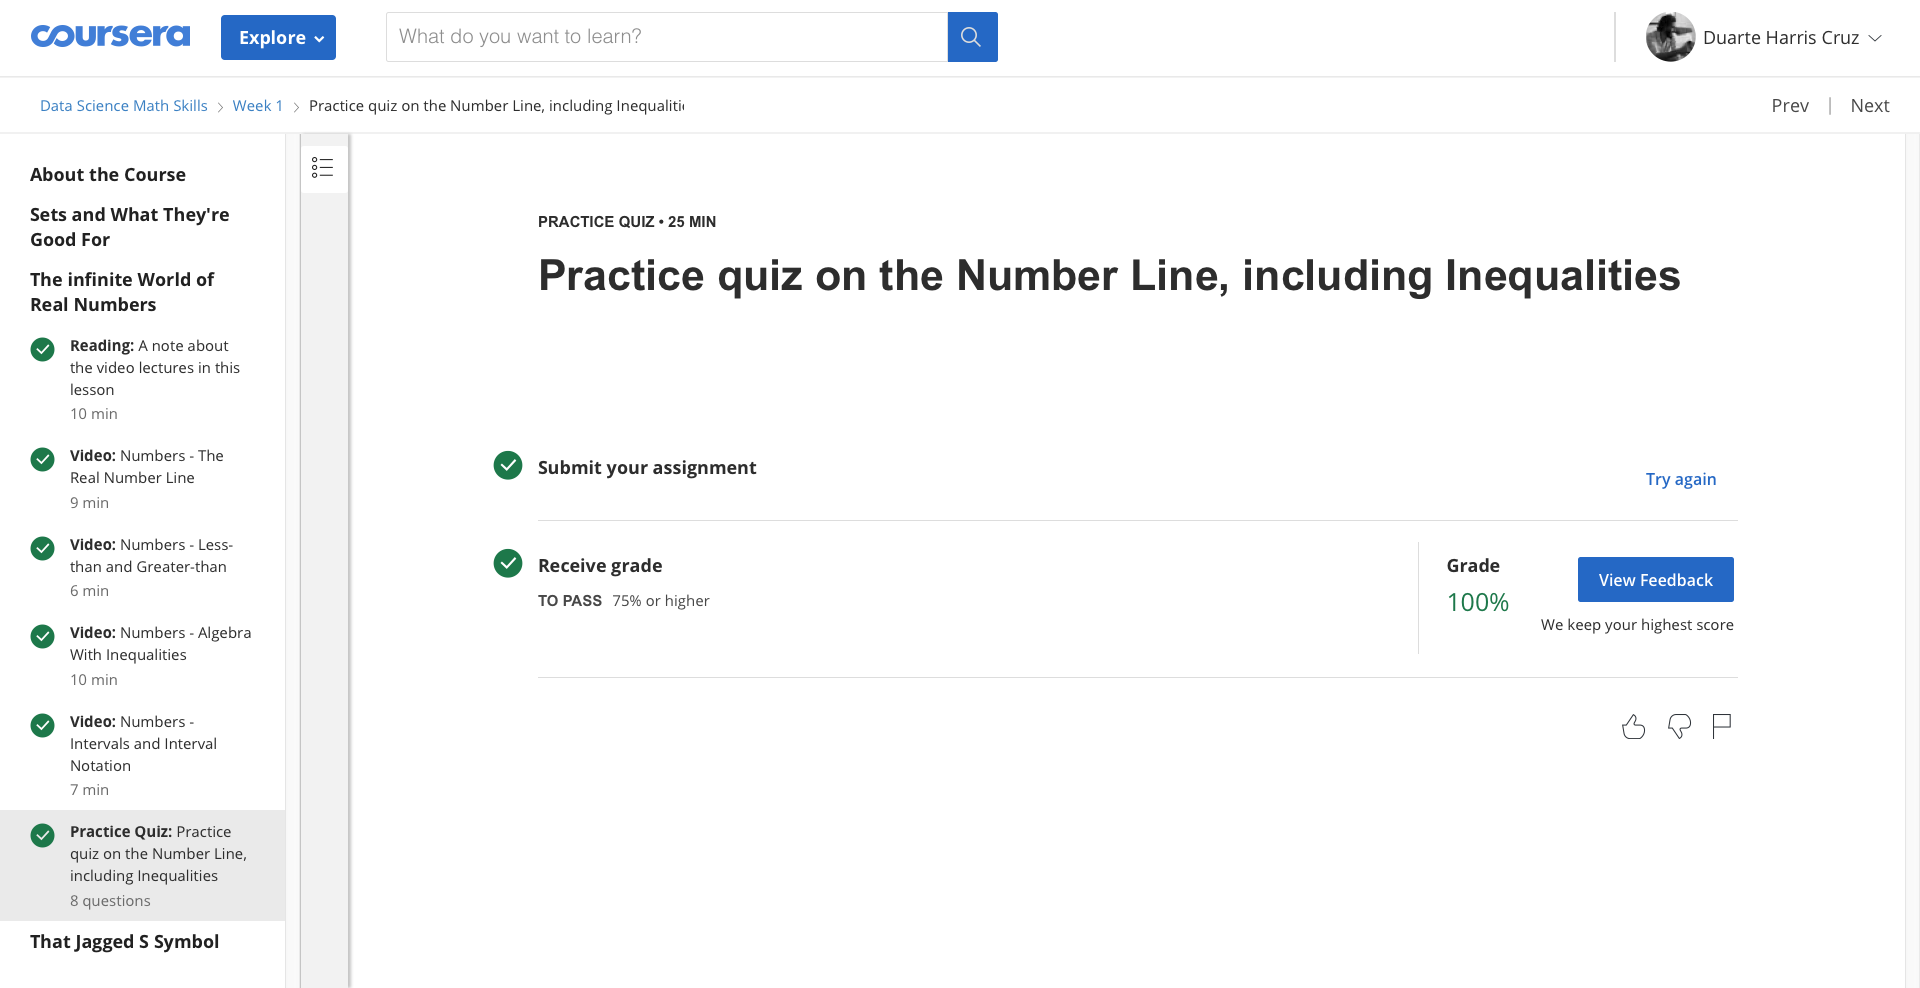 coursera
Explore
What do you want to learn?
Duarte Harris Cruz
Data Science Math Skills
Week 1
Practice quiz on the Number Line, including Inequalitie
Prev
Next
About the Course
Sets and What They're
Good For
The infinite World of
Real Numbers
Reading: A note about
the video lectures in this
lesson
10 min
Video: Numbers - The
Real Number Line
9 min
Video: Numbers - Less-
than and Greater-than
6 min
Video: Numbers - Algebra
With Inequalities
10 min
Video: Numbers -
Intervals and Interval
Notation
7 min
Practice Quiz: Practice
quiz on the Number Line,
including Inequalities
8 questions
That Jagged S Symbol
PRACTICE QUIZ • 25 MIN
Practice quiz on the Number Line, including Inequalities
Submit your assignment
Try again
Receive grade
TO PASS 75% or higher
Grade
100%
View Feedback
We keep your highest score